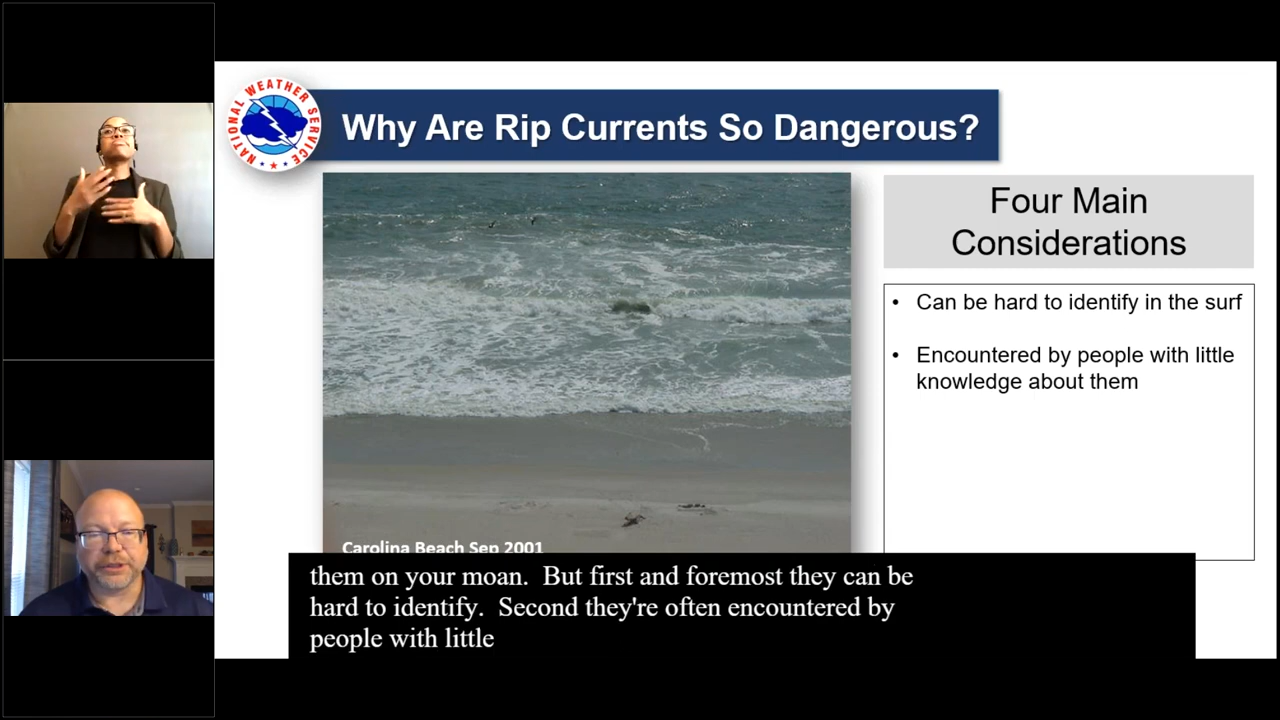 NATIONAL WEATHER SERVICE
Why Are Rip Currents So Dangerous?
Four Main
Considerations
• Can be hard to identify in the surf
• Encountered by people with little
knowledge about them
Carolina Beach Sep 2001
them on your moan.  But first and foremost they can be
hard to identify.  Second they're often encountered by
people with little